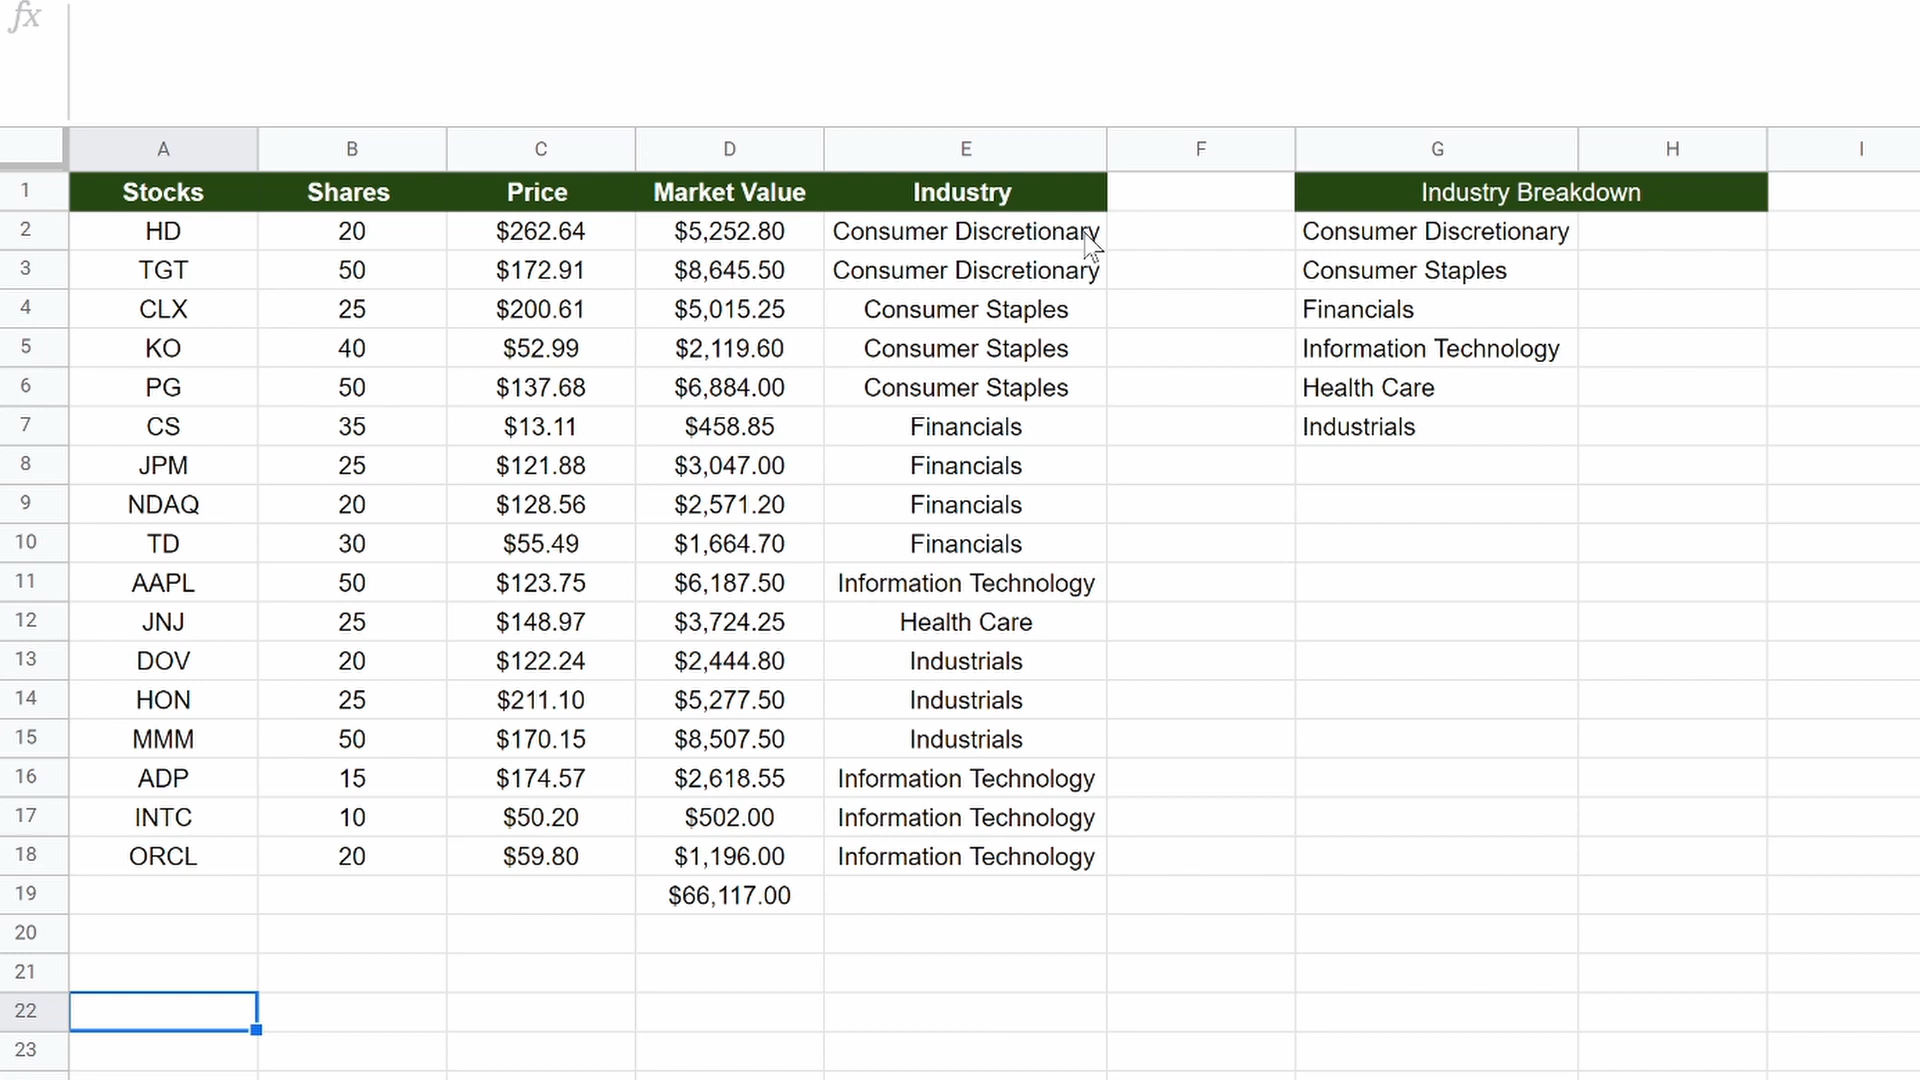 fx
A B C D E F G H I
1 Stocks Shares Price Market Value Industry Industry Breakdown
2 HD 20 $262.64 $5,252.80 Consumer Discretionary Consumer Discretionary
3 TGT 50 $172.91 $8,645.50 Consumer Discretionary Consumer Staples
4 CLX 25 $200.61 $5,015.25 Consumer Staples Financials
5 KO 40 $52.99 $2,119.60 Consumer Staples Information Technology
6 PG 50 $137.68 $6,884.00 Consumer Staples Health Care
7 CS 35 $13.11 $458.85 Financials Industrials
8 JPM 25 $121.88 $3,047.00 Financials
9 NDAQ 20 $128.56 $2,571.20 Financials
10 TD 30 $55.49 $1,664.70 Financials
11 AAPL 50 $123.75 $6,187.50 Information Technology
12 JNJ 25 $148.97 $3,724.25 Health Care
13 DOV 20 $122.24 $2,444.80 Industrials
14 HON 25 $211.10 $5,277.50 Industrials
15 MMM 50 $170.15 $8,507.50 Industrials
16 ADP 15 $174.57 $2,618.55 Information Technology
17 INTC 10 $50.20 $502.00 Information Technology
18 ORCL 20 $59.80 $1,196.00 Information Technology
19 $66,117.00
20
21
22
23